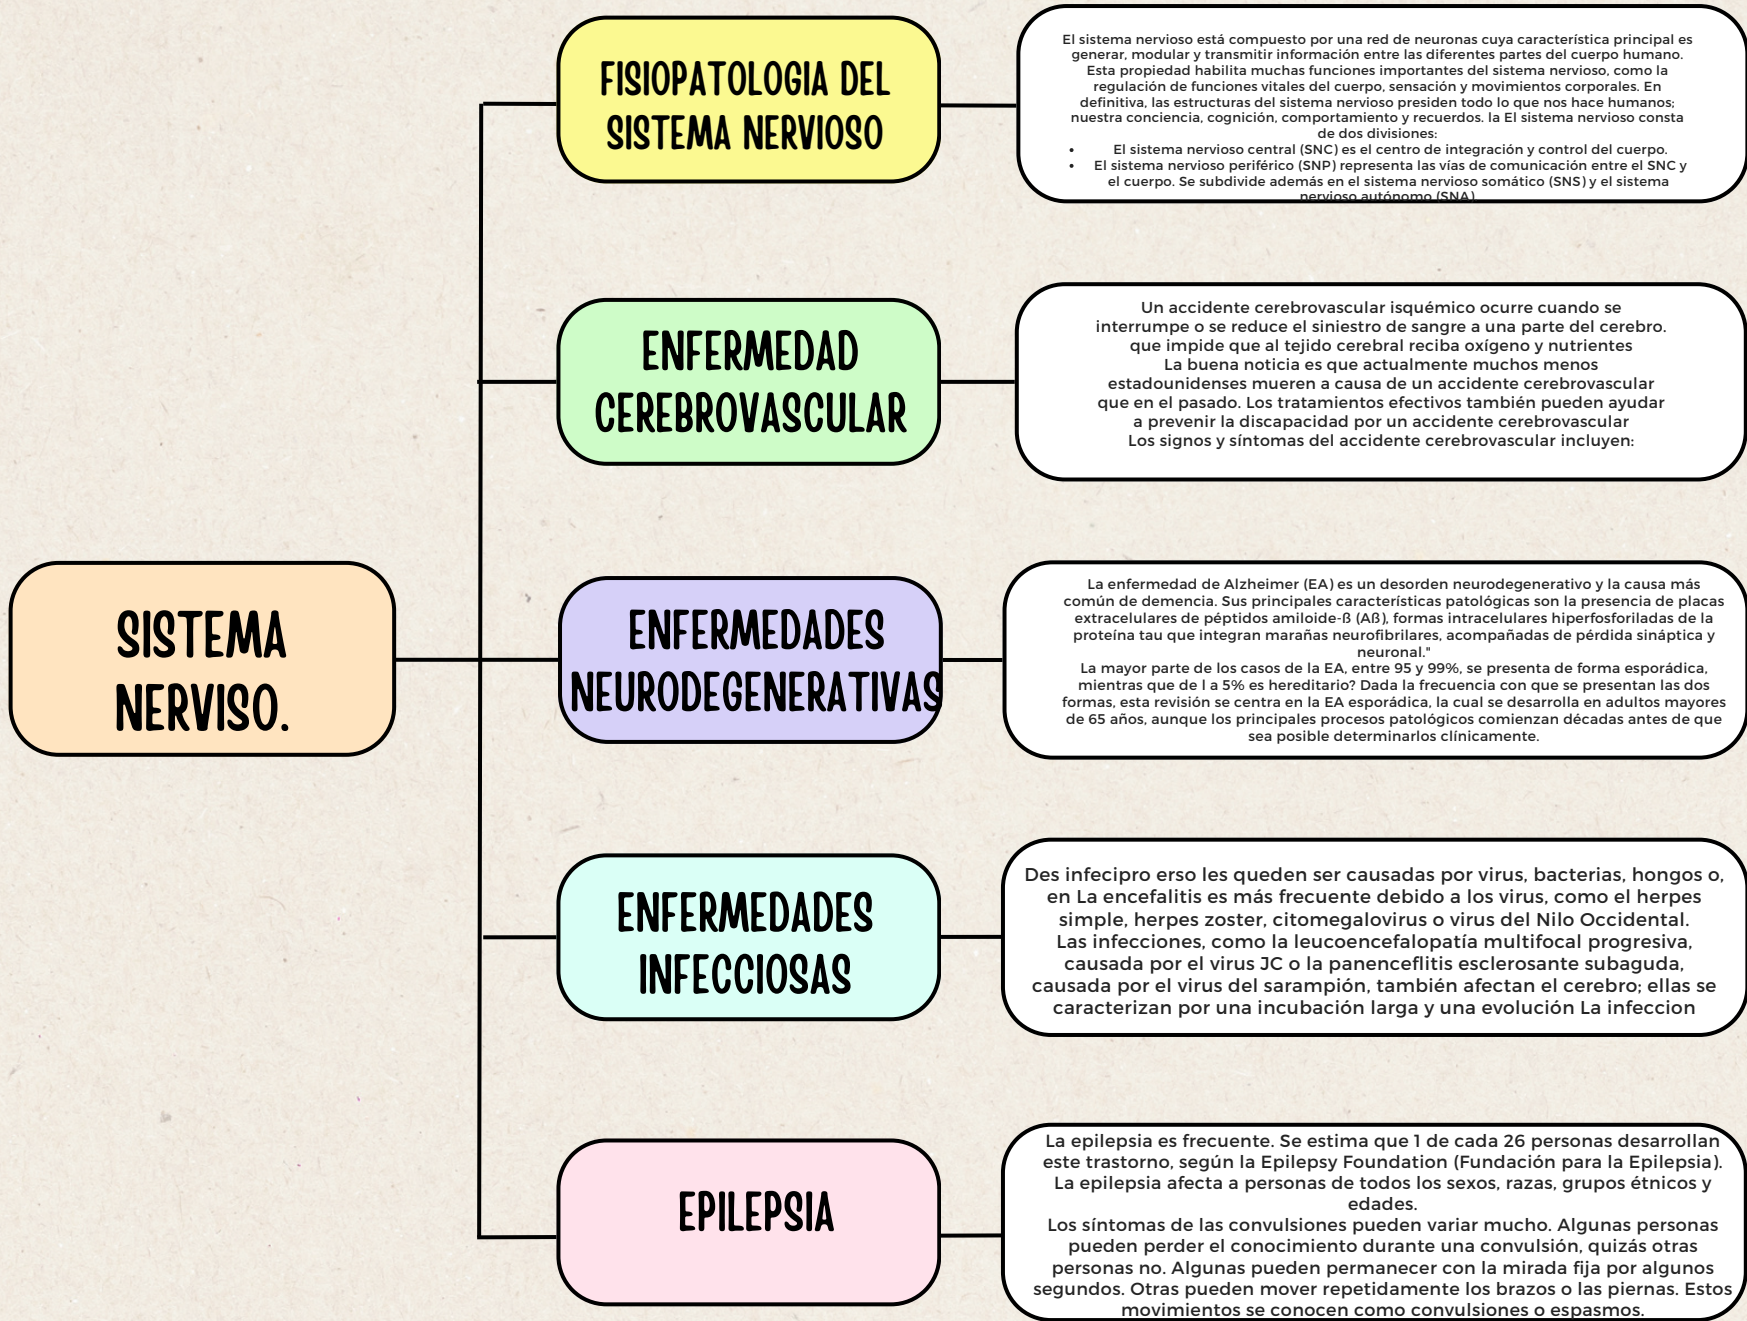 FISIOPATOLOGIA DEL
SISTEMA NERVIOSO
El sistema nervioso está compuesto por una red de neuronas cuya característica principal es
generar, modular y transmitir información entre las diferentes partes del cuerpo humano.
Esta propiedad habilita muchas funciones importantes del sistema nervioso, como la
regulación de funciones vitales del cuerpo, sensación y movimientos corporales. En
definitiva, las estructuras del sistema nervioso presiden todo lo que nos hace humanos;
nuestra conciencia, cognición, comportamiento y recuerdos. la El sistema nervioso consta
de dos divisiones:
• El sistema nervioso central (SNC) es el centro de integración y control del cuerpo.
• El sistema nervioso periférico (SNP) representa las vías de comunicación entre el SNC y
el cuerpo. Se subdivide además en el sistema nervioso somático (SNS) y el sistema
nervioso autónomo (SNA)
ENFERMEDAD
CEREBROVASCULAR
Un accidente cerebrovascular isquémico ocurre cuando se
interrumpe o se reduce el siniestro de sangre a una parte del cerebro.
que impide que al tejido cerebral reciba oxígeno y nutrientes
La buena noticia es que actualmente muchos menos
estadounidenses mueren a causa de un accidente cerebrovascular
que en el pasado. Los tratamientos efectivos también pueden ayudar
a prevenir la discapacidad por un accidente cerebrovascular
Los signos y síntomas del accidente cerebrovascular incluyen:
SISTEMA
NERVISO.
ENFERMEDADES
NEURODEGENERATIVAS
La enfermedad de Alzheimer (EA) es un desorden neurodegenerativo y la causa más
común de demencia. Sus principales características patológicas son la presencia de placas
extracelulares de péptidos amiloide-ß (Aß), formas intracelulares hiperfosforiladas de la
proteína tau que integran marañas neurofibrilares, acompañadas de pérdida sináptica y
neuronal."
La mayor parte de los casos de la EA, entre 95 y 99%, se presenta de forma esporádica,
mientras que de l a 5% es hereditario? Dada la frecuencia con que se presentan las dos
formas, esta revisión se centra en la EA esporádica, la cual se desarrolla en adultos mayores
de 65 años, aunque los principales procesos patológicos comienzan décadas antes de que
sea posible determinarlos clínicamente.
ENFERMEDADES
INFECCIOSAS
Des infecipro erso les queden ser causadas por virus, bacterias, hongos o,
en La encefalitis es más frecuente debido a los virus, como el herpes
simple, herpes zoster, citomegalovirus o virus del Nilo Occidental.
Las infecciones, como la leucoencefalopatía multifocal progresiva,
causada por el virus JC o la panenceflitis esclerosante subaguda,
causada por el virus del sarampión, también afectan el cerebro; ellas se
caracterizan por una incubación larga y una evolución La infeccion
EPILEPSIA
La epilepsia es frecuente. Se estima que 1 de cada 26 personas desarrollan
este trastorno, según la Epilepsy Foundation (Fundación para la Epilepsia).
La epilepsia afecta a personas de todos los sexos, razas, grupos étnicos y
edades.
Los síntomas de las convulsiones pueden variar mucho. Algunas personas
pueden perder el conocimiento durante una convulsión, quizás otras
personas no. Algunas pueden permanecer con la mirada fija por algunos
segundos. Otras pueden mover repetidamente los brazos o las piernas. Estos
movimientos se conocen como convulsiones o espasmos.